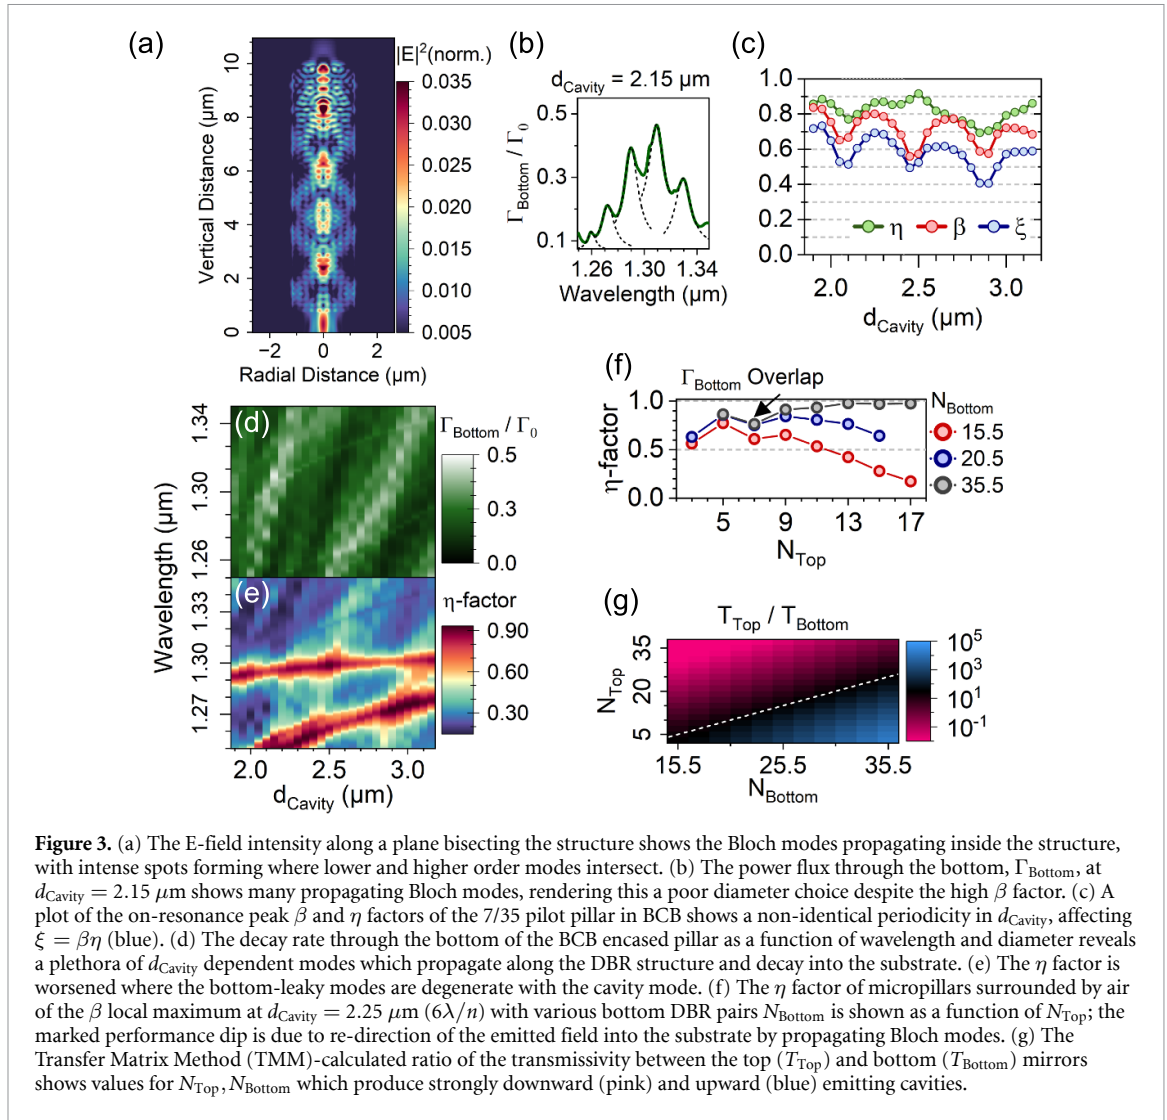 (a)
|E|²(norm.)
Vertical Distance (μm)
10
8
6
4
2
0
−2 0 2
Radial Distance (μm)
0.035
0.030
0.025
0.020
0.015
0.010
0.005
(b)
d_Cavity = 2.15 μm
Γ_Bottom / Γ_0
0.5
0.3
0.1
1.26 1.30 1.34
Wavelength (μm)
(c)
1.0
0.8
0.6
0.4
0.2
0.0
η β ξ
2.0 2.5 3.0
d_Cavity (μm)
(d)
Wavelength (μm)
1.34
1.30
1.26
Γ_Bottom / Γ_0
0.5
0.3
0.0
(e)
1.33
1.30
1.27
η-factor
0.90
0.60
0.30
2.0 2.5 3.0
d_Cavity (μm)
(f)
Γ_Bottom Overlap
η-factor
1.0
0.5
0.0
5 9 13 17
N_Top
N_Bottom
15.5
20.5
35.5
(g)
T_Top / T_Bottom
N_Top
35
20
5
15.5 25.5 35.5
N_Bottom
10⁵
10³
10¹
10⁻¹
Figure 3. (a) The E-field intensity along a plane bisecting the structure shows the Bloch modes propagating inside the structure,
with intense spots forming where lower and higher order modes intersect. (b) The power flux through the bottom, Γ_Bottom, at
d_Cavity = 2.15 μm shows many propagating Bloch modes, rendering this a poor diameter choice despite the high β factor. (c) A
plot of the on-resonance peak β and η factors of the 7/35 pilot pillar in BCB shows a non-identical periodicity in d_Cavity, affecting
ξ = βη (blue). (d) The decay rate through the bottom of the BCB encased pillar as a function of wavelength and diameter reveals
a plethora of d_Cavity dependent modes which propagate along the DBR structure and decay into the substrate. (e) The η factor is
worsened where the bottom-leaky modes are degenerate with the cavity mode. (f) The η factor of micropillars surrounded by air
of the β local maximum at d_Cavity = 2.25 μm (6λ/n) with various bottom DBR pairs N_Bottom is shown as a function of N_Top; the
marked performance dip is due to re-direction of the emitted field into the substrate by propagating Bloch modes. (g) The
Transfer Matrix Method (TMM)-calculated ratio of the transmissivity between the top (T_Top) and bottom (T_Bottom) mirrors
shows values for N_Top, N_Bottom which produce strongly downward (pink) and upward (blue) emitting cavities.